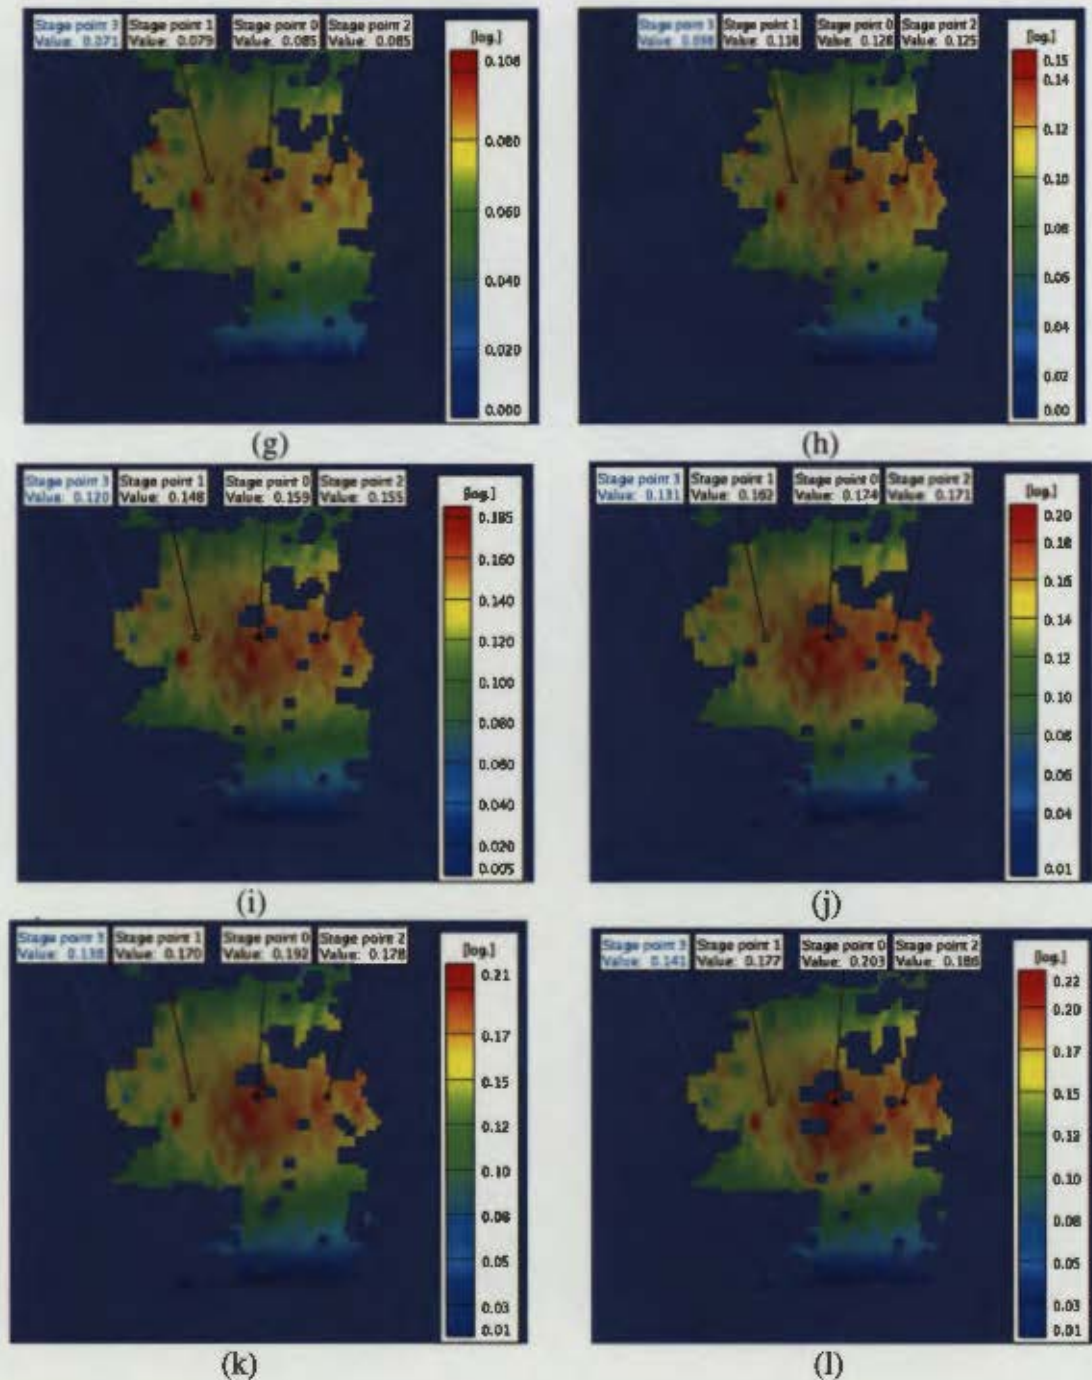 Stage point 3 Stage point 1 Stage point 0 Stage point 2
Value: 0.071 Value: 0.079 Value: 0.085 Value: 0.085
[log.]
0.108
0.080
0.060
0.040
0.020
0.000
(g)
Stage point 3 Stage point 1 Stage point 0 Stage point 2
Value: Value: 0.118 Value: 0.128 Value: 0.125
[log.]
0.15
0.14
0.12
0.10
0.08
0.06
0.04
0.02
0.00
(h)
Stage point 3 Stage point 1 Stage point 0 Stage point 2
Value: 0.120 Value: 0.148 Value: 0.159 Value: 0.155
[log.]
0.185
0.160
0.140
0.120
0.100
0.080
0.060
0.040
0.020
0.005
(i)
Stage point 3 Stage point 1 Stage point 0 Stage point 2
Value: 0.131 Value: 0.162 Value: 0.174 Value: 0.171
[log.]
0.20
0.18
0.16
0.13
0.12
0.10
0.08
0.06
0.04
0.01
(j)
Stage point 3 Stage point 1 Stage point 0 Stage point 2
Value: 0.138 Value: 0.170 Value: 0.192 Value: 0.178
[log.]
0.21
0.17
0.15
0.12
0.10
0.08
0.05
0.03
0.01
(k)
Stage point 3 Stage point 1 Stage point 0 Stage point 2
Value: 0.141 Value: 0.177 Value: 0.203 Value: 0.186
[log.]
0.22
0.20
0.17
0.15
0.12
0.10
0.08
0.05
0.03
0.01
(l)